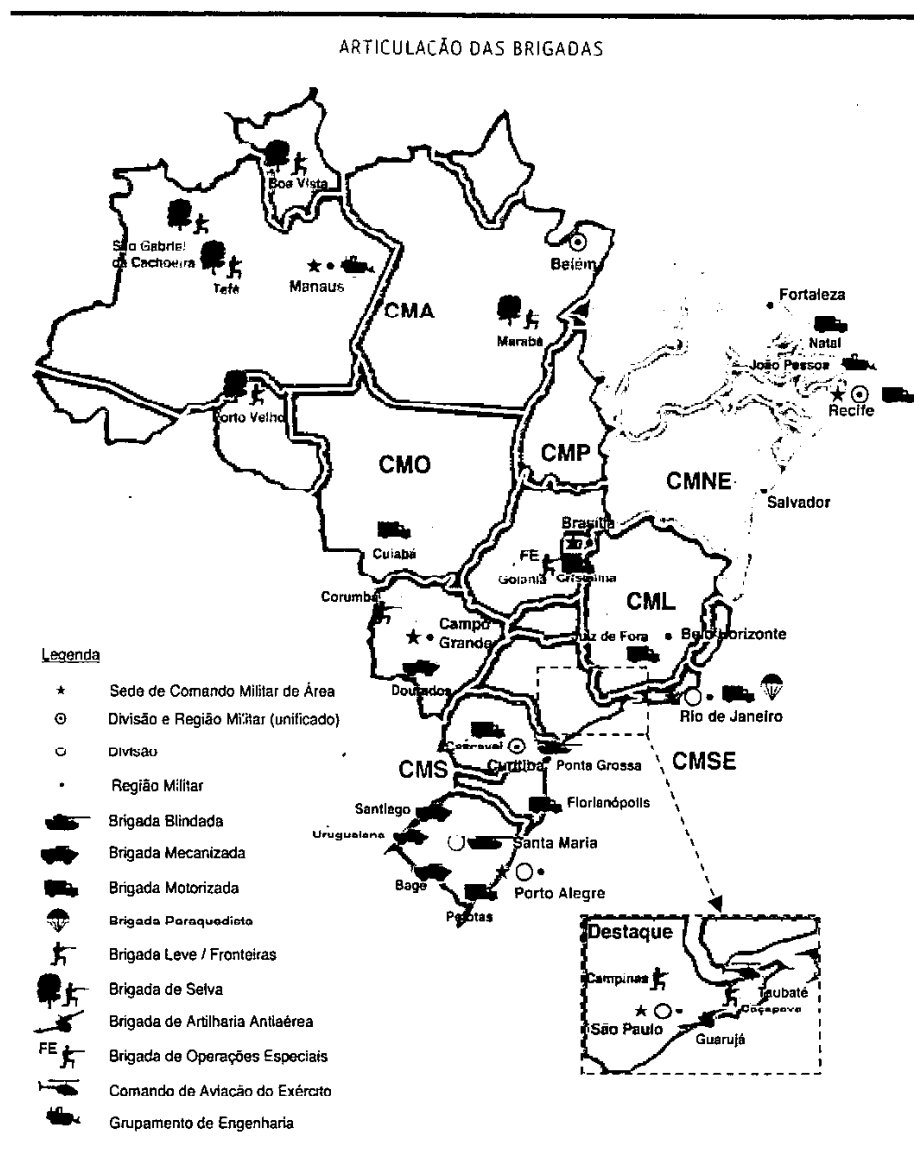 ARTICULAÇÃO DAS BRIGADAS
Boa Vista
São Gabriel
da Cachoeira
Tefé
Manaus
Belém
CMA
Marabá
Fortaleza
Natal
João Pessoa
Recife
Porto Velho
CMO
CMP
CMNE
Salvador
Cuiabá
Brasília
FE
Goiânia
Cristalina
Corumbá
CML
Campo
Grande
Juiz de Fora
Belo Horizonte
Dourados
Rio de Janeiro
Cascavel
Curitiba
Ponta Grossa
CMSE
CMS
Florianópolis
Santiago
Uruguaiana
Santa Maria
Bagé
Porto Alegre
Pelotas
Legenda
Sede de Comando Militar de Área
Divisão e Região Militar (unificado)
Divisão
Região Militar
Brigada Blindada
Brigada Mecanizada
Brigada Motorizada
Brigada Paraquedista
Brigada Leve / Fronteiras
Brigada de Selva
Brigada de Artilharia Antiaérea
FE
Brigada de Operações Especiais
Comando de Aviação do Exército
Grupamento de Engenharia
Destaque
Campinas
Taubaté
Caçapava
São Paulo
Guarujá